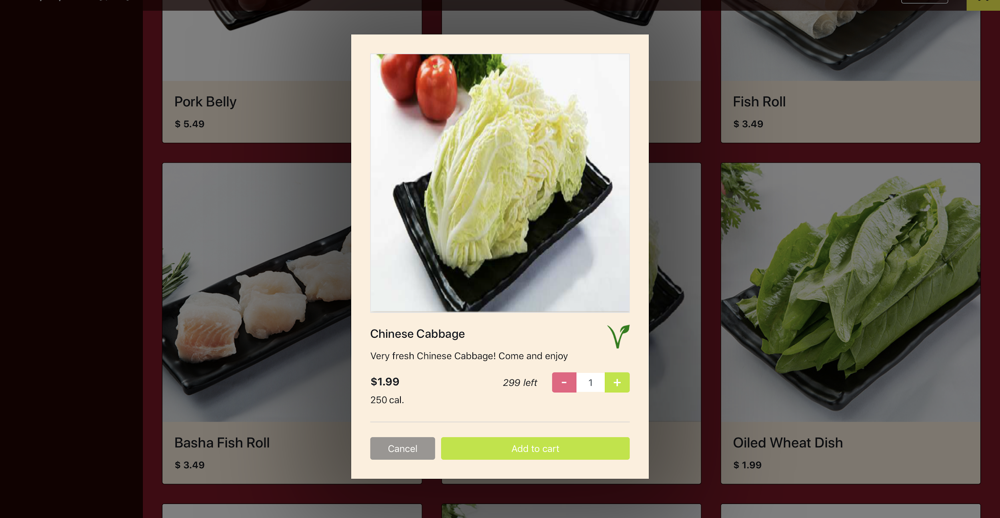 Pork Belly
$ 5.49
Fish Roll
$ 3.49
Chinese Cabbage
Very fresh Chinese Cabbage! Come and enjoy
$1.99
299 left
-
1
+
250 cal.
Cancel
Add to cart
Basha Fish Roll
$ 3.49
Oiled Wheat Dish
$ 1.99